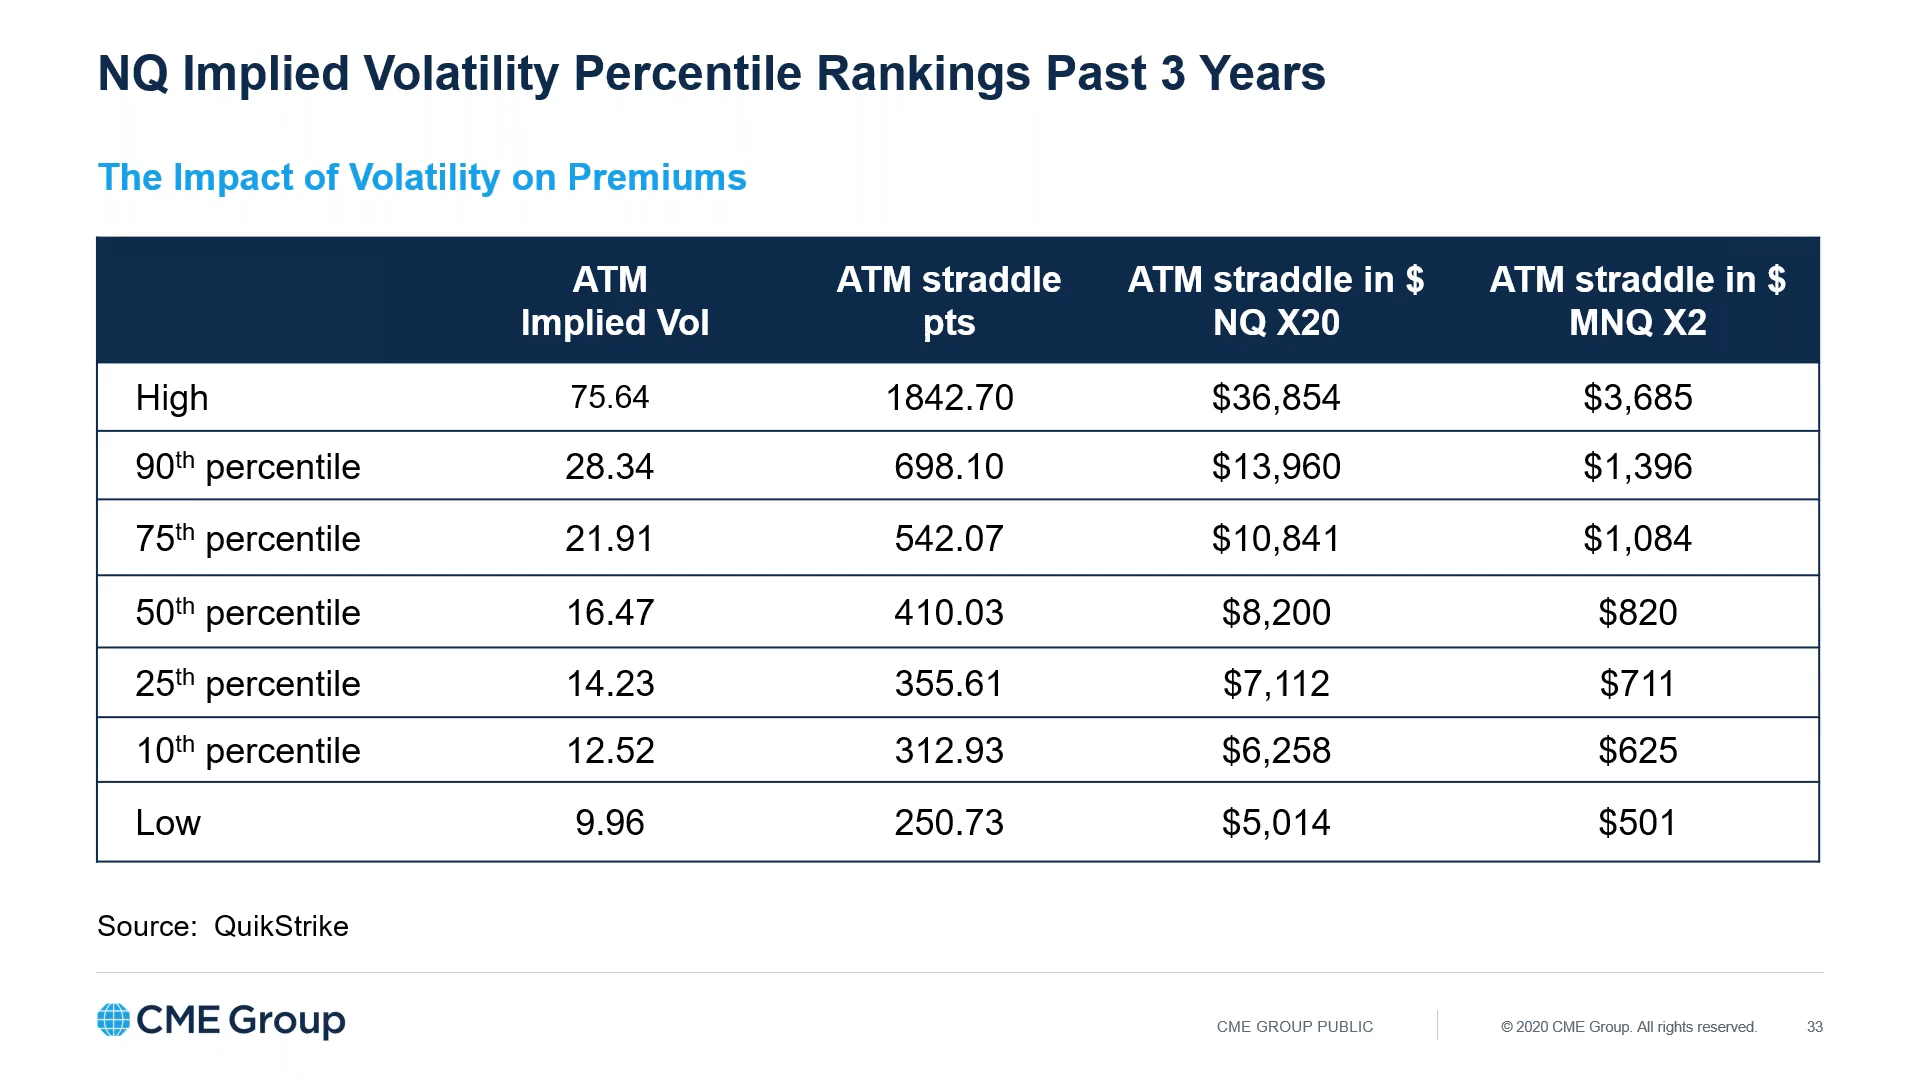 NQ Implied Volatility Percentile Rankings Past 3 Years
The Impact of Volatility on Premiums
ATM Implied Vol ATM straddle pts ATM straddle in $ NQ X20 ATM straddle in $ MNQ X2
High 75.64 1842.70 $36,854 $3,685
90th percentile 28.34 698.10 $13,960 $1,396
75th percentile 21.91 542.07 $10,841 $1,084
50th percentile 16.47 410.03 $8,200 $820
25th percentile 14.23 355.61 $7,112 $711
10th percentile 12.52 312.93 $6,258 $625
Low 9.96 250.73 $5,014 $501
Source: QuikStrike
CME Group
CME GROUP PUBLIC © 2020 CME Group. All rights reserved. 33